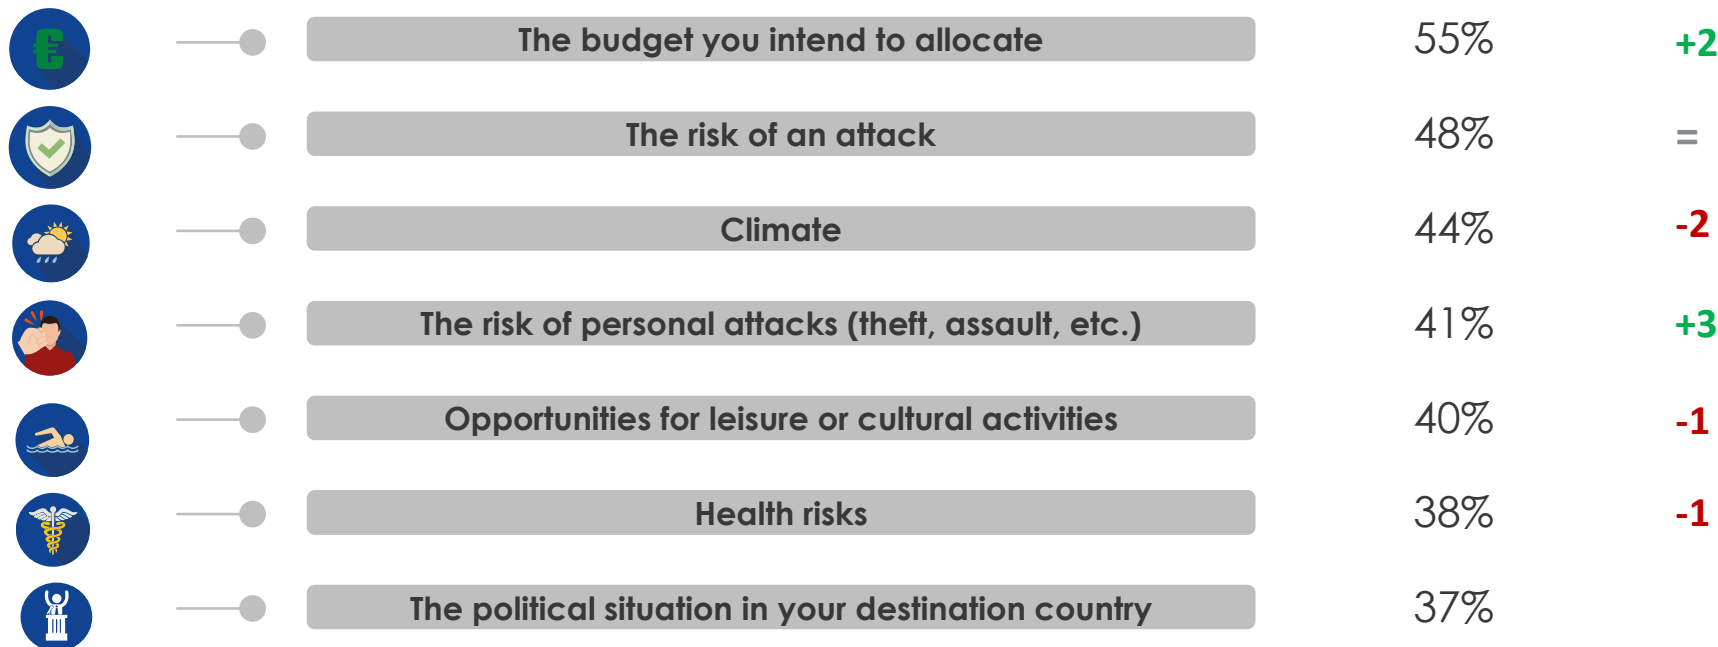 The budget you intend to allocate 55% +2
The risk of an attack 48% =
Climate 44% -2
The risk of personal attacks (theft, assault, etc.) 41% +3
Opportunities for leisure or cultural activities 40% -1
Health risks 38% -1
The political situation in your destination country 37%